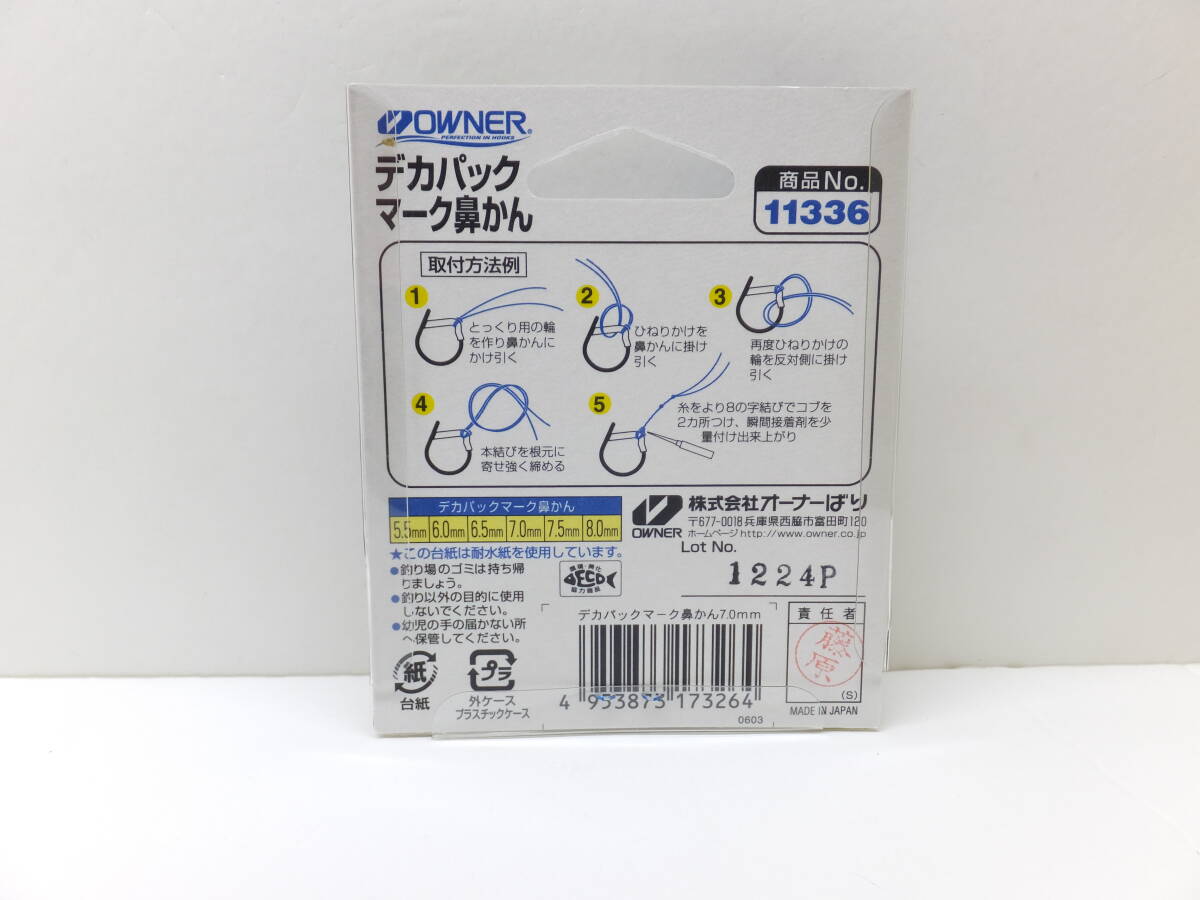 OWNER®
PERFECTION IN HOOKS
デカパック
マーク鼻かん
商品No.
11336
取付方法例
1
とっくり用の輪
を作り鼻かんに
かけ引く
2
ひねりかけを
鼻かんに掛け
引く
3
再度ひねりかけの
輪を反対側に掛け
引く
4
本結びを根元に
寄せ強く締める
5
糸をより8の字結びでコブを
2カ所つけ、瞬間接着剤を少
量付け出来上がり
デカパックマーク鼻かん
5.5mm 6.0mm 6.5mm 7.0mm 7.5mm 8.0mm
★この台紙は耐水紙を使用しています。
●釣り場のゴミは持ち帰
りましょう。
●釣り以外の目的に使用
しないでください。
●幼児の手の届かない所
へ保管してください。
OWNER
株式会社オーナーばり
〒677-0018 兵庫県西脇市富田町120
ホームページ http://www.owner.co.jp
Lot No.
1224P
環境・美化
ECO
協力商品
紙
台紙
プラ
外ケース
プラスチックケース
デカパックマーク鼻かん7.0mm
4 953873 173264
0603
責任者
藤原
(S)
MADE IN JAPAN